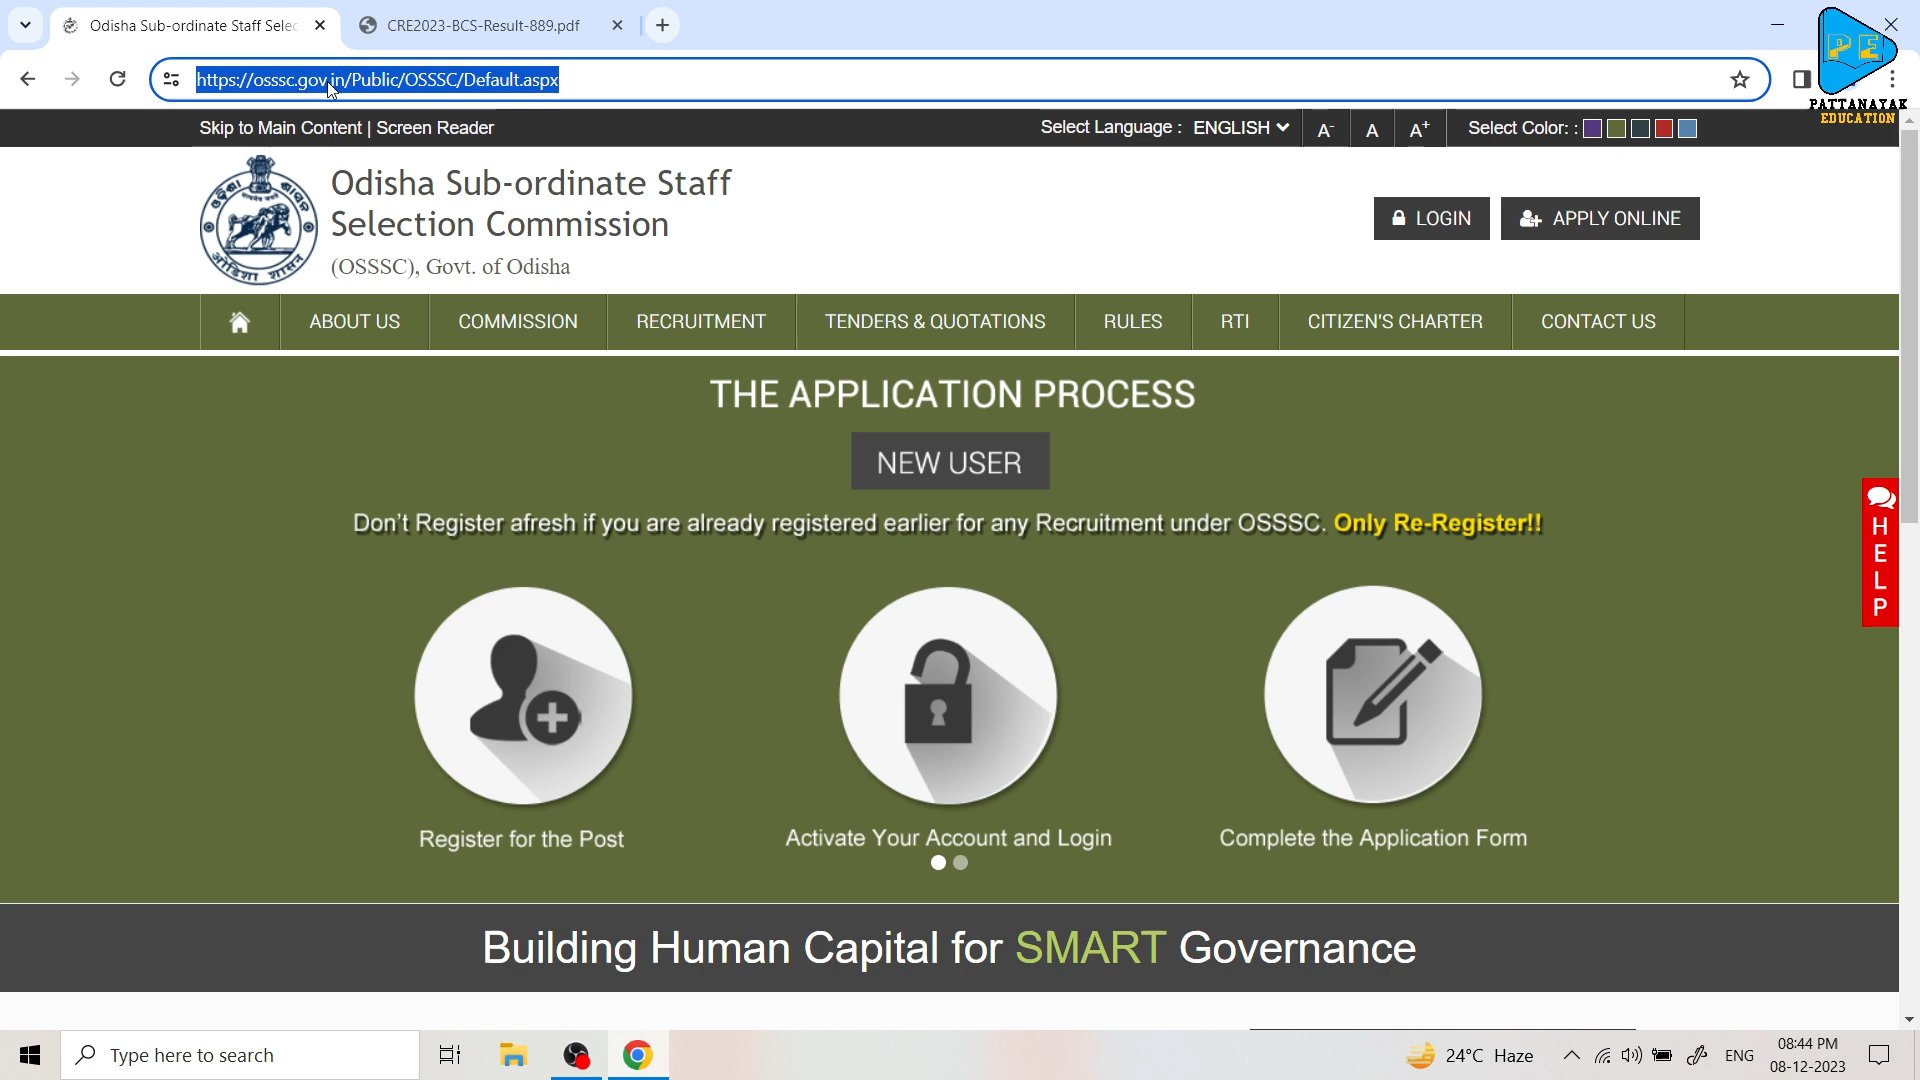 Odisha Sub-ordinate Staff Selec
CRE2023-BCS-Result-889.pdf
https://osssc.gov.in/Public/OSSSC/Default.aspx
PE
PATTANAYAK
EDUCATION
Skip to Main Content | Screen Reader
Select Language : ENGLISH
A-
A
A+
Select Color: :
Odisha Sub-ordinate Staff
Selection Commission
(OSSSC), Govt. of Odisha
LOGIN
APPLY ONLINE
ABOUT US
COMMISSION
RECRUITMENT
TENDERS & QUOTATIONS
RULES
RTI
CITIZEN'S CHARTER
CONTACT US
THE APPLICATION PROCESS
NEW USER
Don't Register afresh if you are already registered earlier for any Recruitment under OSSSC. Only Re-Register!!
HELP
Register for the Post
Activate Your Account and Login
Complete the Application Form
Building Human Capital for SMART Governance
Type here to search
24°C Haze
ENG
08:44 PM
08-12-2023